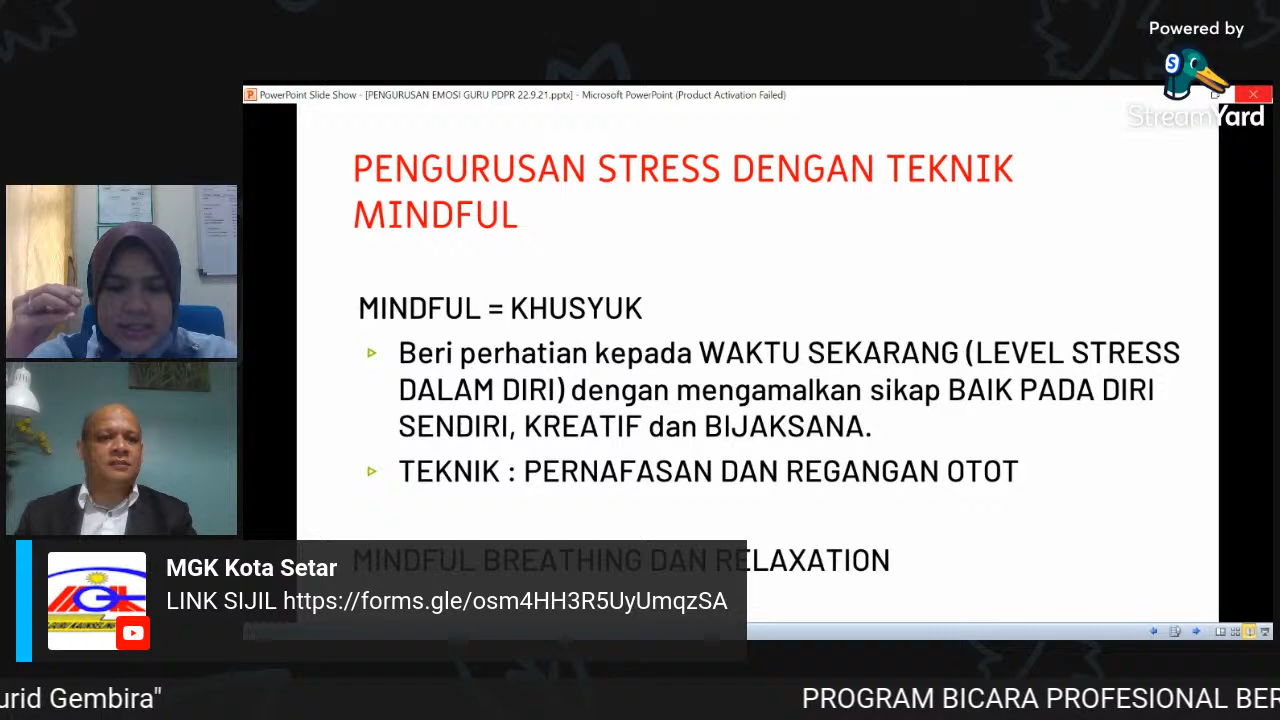 Powered by
StreamYard
PowerPoint Slide Show - [PENGURUSAN EMOSI GURU PDPR 22.9.21.pptx] - Microsoft PowerPoint (Product Activation Failed)
PENGURUSAN STRESS DENGAN TEKNIK
MINDFUL
MINDFUL = KHUSYUK
Beri perhatian kepada WAKTU SEKARANG (LEVEL STRESS
DALAM DIRI) dengan mengamalkan sikap BAIK PADA DIRI
SENDIRI, KREATIF dan BIJAKSANA.
TEKNIK : PERNAFASAN DAN REGANGAN OTOT
MINDFUL BREATHING DAN RELAXATION
MGK Kota Setar
LINK SIJIL https://forms.gle/osm4HH3R5UyUmqzSA
urid Gembira" PROGRAM BICARA PROFESIONAL BER